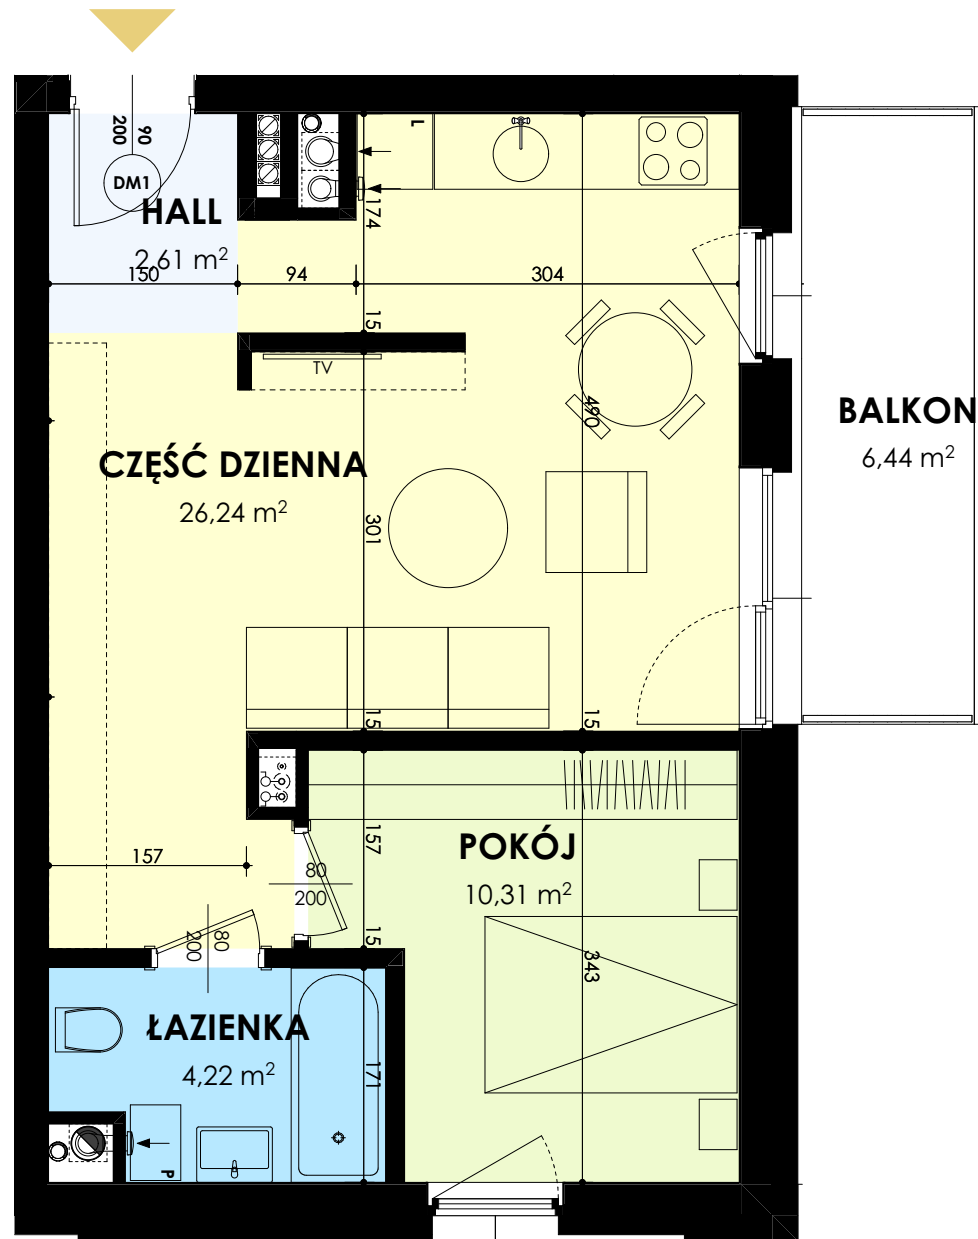 90
200
DM1
HALL
2,61 m²
150
94
304
174
L
15
TV
490
BALKON
6,44 m²
CZĘŚĆ DZIENNA
26,24 m²
301
15
15
157
157
POKÓJ
10,31 m²
80
200
80
200
15
343
ŁAZIENKA
4,22 m²
171
P